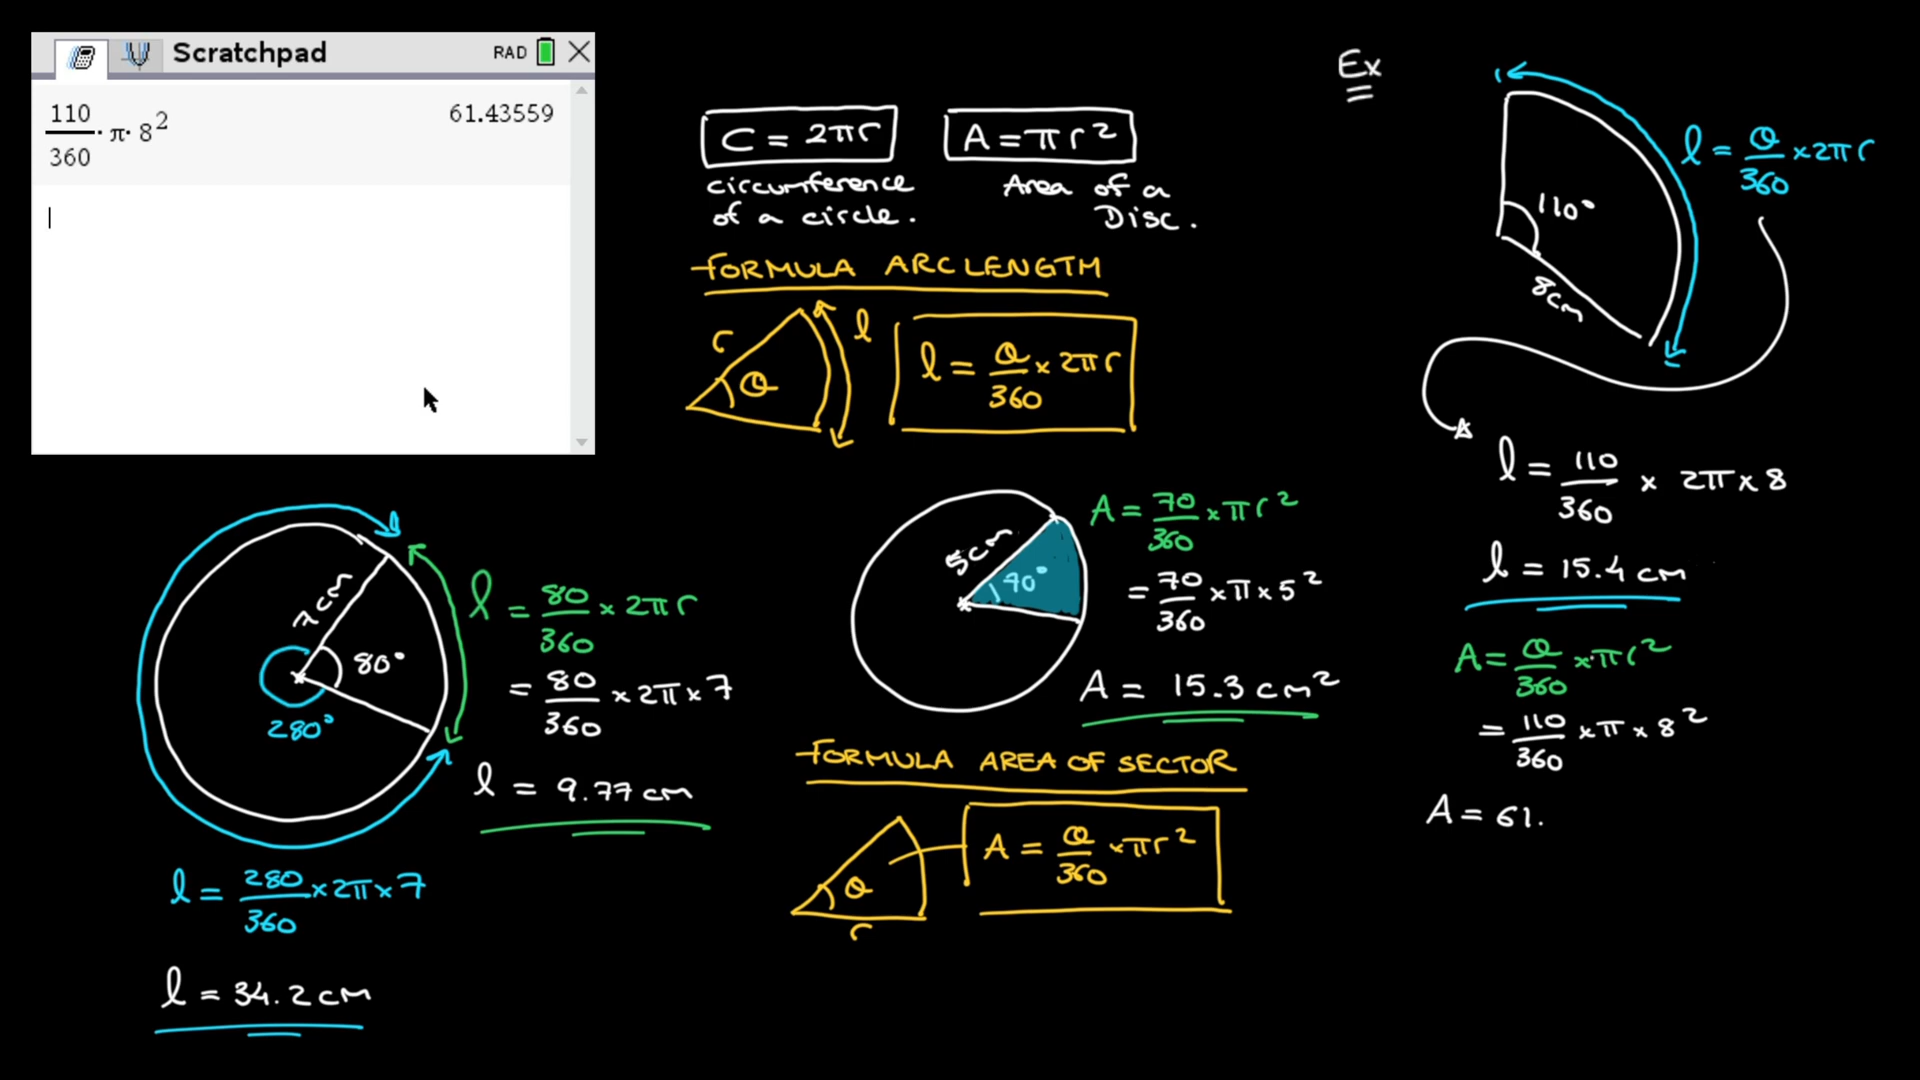 Scratchpad RAD
110/360 · π · 8² 61.43559
C = 2πr
circumference
of a circle.
A = πr²
Area of a
Disc.
FORMULA ARC LENGTH
r
θ
l
l = θ/360 × 2πr
Ex
110°
8cm
l = θ/360 × 2πr
l = 110/360 × 2π × 8
l = 15.4 cm
A = θ/360 × πr²
= 110/360 × π × 8²
A = 61.
7cm
80°
280°
l = 80/360 × 2πr
= 80/360 × 2π × 7
l = 9.77 cm
l = 280/360 × 2π × 7
l = 34.2 cm
5cm
70°
A = 70/360 × πr²
= 70/360 × π × 5²
A = 15.3 cm²
FORMULA AREA OF SECTOR
θ
r
A = θ/360 × πr²